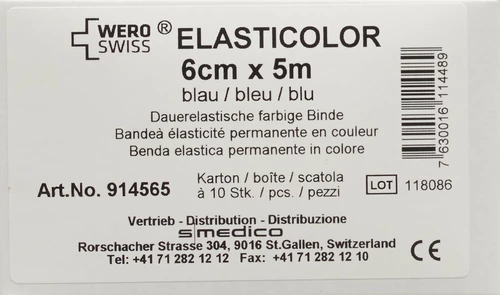 WERO
SWISS ® ELASTICOLOR
6cm x 5m
blau / bleu / blu
Dauerelastische farbige Binde
Bandeà élasticité permanente en couleur
Benda elastica permanente in colore
Karton / boîte / scatola
Art.No. 914565 à 10 Stk. / pcs. / pezzi
LOT 118086
7 630016 114489
Vertrieb - Distribution - Distribuzione
smedico
Rorschacher Strasse 304, 9016 St.Gallen, Switzerland
Tel: +41 71 282 12 12 Fax: +41 71 282 12 10
CE